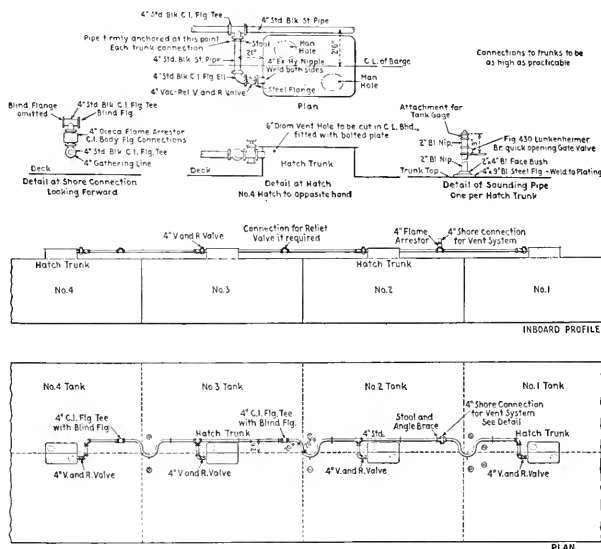 4" Std Blk C.I. Flg Tee
4" Std Blk St Pipe
Pipe firmly anchored at this point
Each trunk connection
Stool
21"
2'6"
Man
Hole
4" Std. Blk St. Pipe
4" Ex Hy Nipple
Weld both sides
C L. of Barge
4" Std Blk C I Flg Ell
4" Vac-Rel V and R Valve
Steel Flange
Man
Hole
Plan
Connections to trunks to be
as high as practicable
Blind Flange
omitted
4" Std Blk C I. Flg Tee
Blind Flg.
4" Oceco Flame Arrestor
C.I. Body Flg Connections
4" Std Blk C.I. Flg. Tee
4" Gathering Line
Deck
Detail at Shore Connection
Looking Forward
6" Diam Vent Hole to be cut in C.L. Bhd.,
fitted with bolted plate
Hatch Trunk
Deck
Detail at Hatch
No.4 Hatch to opposite hand
Attachment for
Tank Gage
Fig 430 Lunkenheimer
Br. quick opening Gate Valve
2" Bl Nip.
2" Bl Nip
2"x4" Bl Face Bush
Trunk Top
4"x9" Bl Steel Flg - Weld to Plating
Detail of Sounding Pipe
One per Hatch Trunk
4" V and R Valve
Connection for Relief
Valve if required
4" Flame
Arrestor
4" Shore Connection
for Vent System
Hatch Trunk
Hatch Trunk
No.4
No.3
No.2
No.1
INBOARD PROFILE
No.4 Tank
No 3 Tank
No 2 Tank
No.1 Tank
4" C.I. Flg. Tee
with Blind Flg.
Hatch Trunk
4" C.I. Flg. Tee
with Blind Flg
4" Std.
Stool and
Angle Brace
4" Shore Connection
for Vent System
See Detail
Hatch Trunk
2'6"
4" V. and R. Valve
4" V and R. Valve
4" V. and R. Valve
4" V. and R. Valve
PLAN